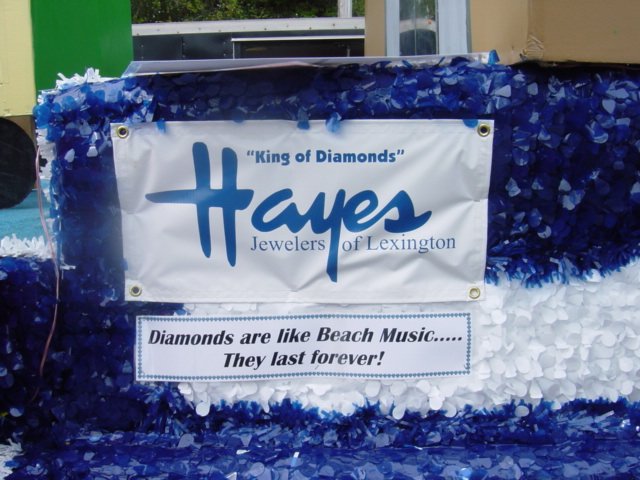 "King of Diamonds"
Hayes
Jewelers of Lexington
Diamonds are like Beach Music.....
They last forever!